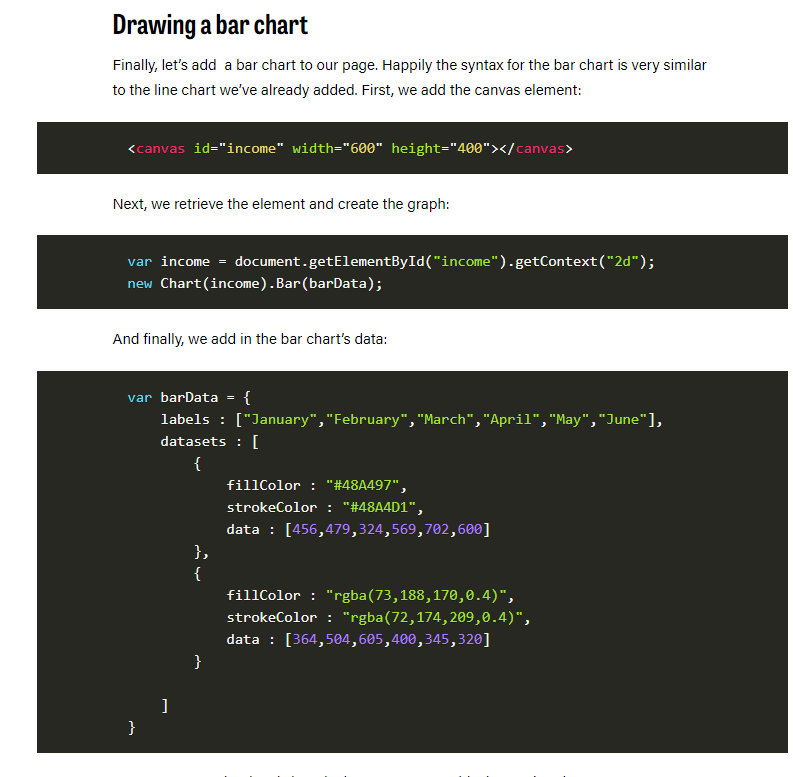 Drawing a bar chart
Finally, let's add  a bar chart to our page. Happily the syntax for the bar chart is very similar
to the line chart we've already added. First, we add the canvas element:
<canvas id="income" width="600" height="400"></canvas>
Next, we retrieve the element and create the graph:
var income = document.getElementById("income").getContext("2d");
new Chart(income).Bar(barData);
And finally, we add in the bar chart's data:
var barData = {
    labels : ["January","February","March","April","May","June"],
    datasets : [
        {
            fillColor : "#48A497",
            strokeColor : "#48A4D1",
            data : [456,479,324,569,702,600]
        },
        {
            fillColor : "rgba(73,188,170,0.4)",
            strokeColor : "rgba(72,174,209,0.4)",
            data : [364,504,605,400,345,320]
        }
    ]
}